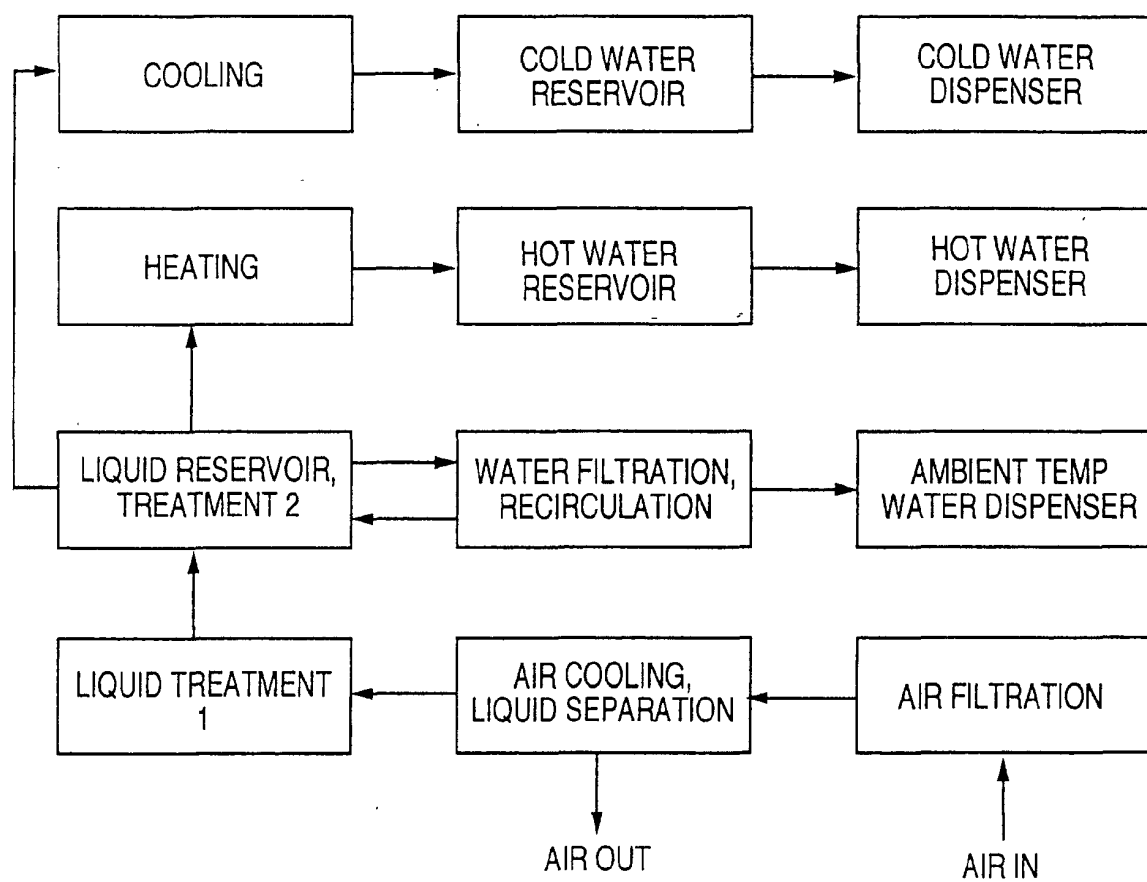 COOLING
COLD WATER
RESERVOIR
COLD WATER
DISPENSER
HEATING
HOT WATER
RESERVOIR
HOT WATER
DISPENSER
LIQUID RESERVOIR,
TREATMENT 2
WATER FILTRATION,
RECIRCULATION
AMBIENT TEMP
WATER DISPENSER
LIQUID TREATMENT
1
AIR COOLING,
LIQUID SEPARATION
AIR FILTRATION
AIR OUT
AIR IN